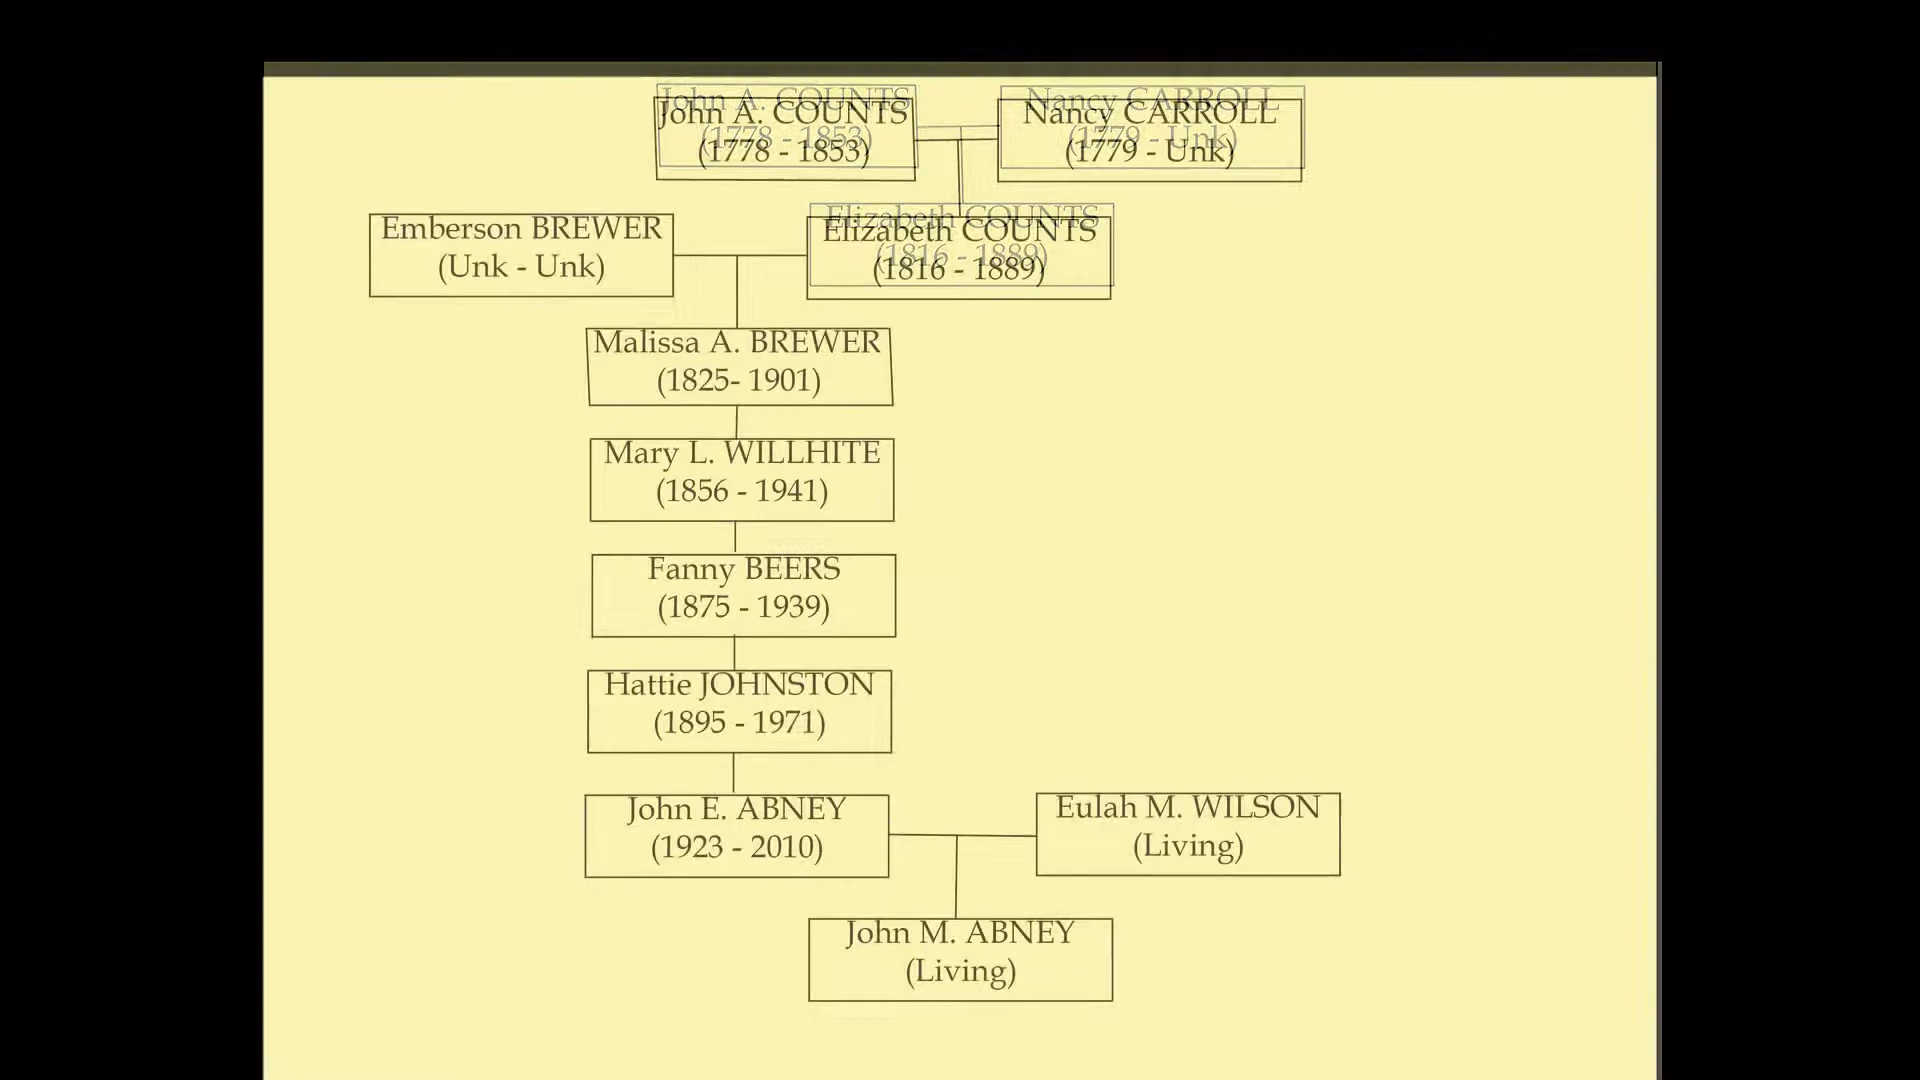 John A. COUNTS
(1778 - 1853)
Nancy CARROLL
(1779 - Unk)
Emberson BREWER
(Unk - Unk)
Elizabeth COUNTS
(1816 - 1889)
Malissa A. BREWER
(1825- 1901)
Mary L. WILLHITE
(1856 - 1941)
Fanny BEERS
(1875 - 1939)
Hattie JOHNSTON
(1895 - 1971)
John E. ABNEY
(1923 - 2010)
Eulah M. WILSON
(Living)
John M. ABNEY
(Living)